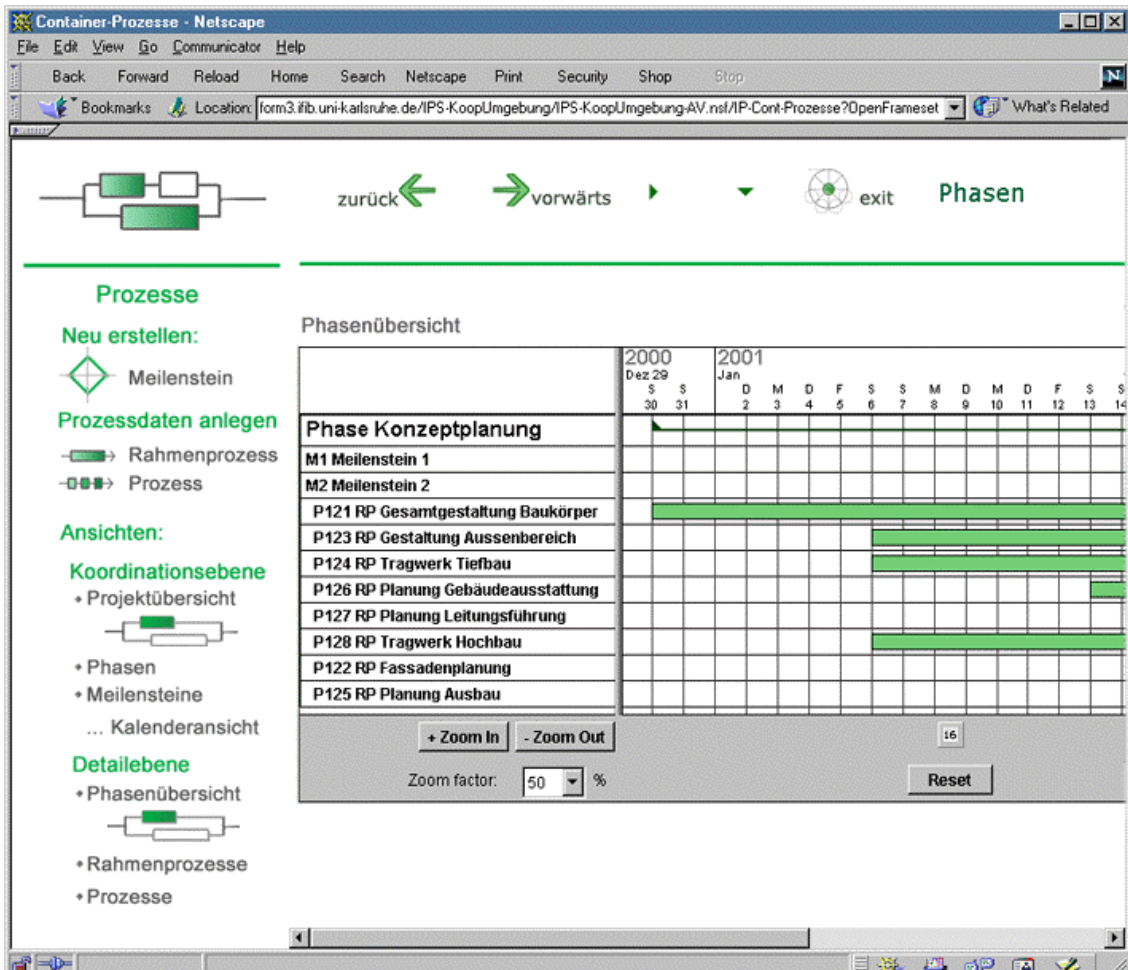 Container-Prozesse - Netscape
File Edit View Go Communicator Help
Back Forward Reload Home Search Netscape Print Security Shop Stop N
Bookmarks Location: form3.ifib.uni-karlsruhe.de/IPS-KoopUmgebung/IPS-KoopUmgebung-AV.nsf/IP-Cont-Prozesse?OpenFrameset What's Related
zurück vorwärts exit Phasen
Prozesse
Neu erstellen:
Meilenstein
Prozessdaten anlegen
Rahmenprozess
Prozess
Ansichten:
Koordinationsebene
Projektübersicht
Phasen
Meilensteine
... Kalenderansicht
Detailebene
Phasenübersicht
Rahmenprozesse
Prozesse
Phasenübersicht
2000 2001
Dez 29 Jan
S S D M D F S S M D M D F S S
30 31 2 3 4 5 6 7 8 9 10 11 12 13 14
Phase Konzeptplanung
M1 Meilenstein 1
M2 Meilenstein 2
P121 RP Gesamtgestaltung Baukörper
P123 RP Gestaltung Aussenbereich
P124 RP Tragwerk Tiefbau
P126 RP Planung Gebäudeausstattung
P127 RP Planung Leitungsführung
P128 RP Tragwerk Hochbau
P122 RP Fassadenplanung
P125 RP Planung Ausbau
+ Zoom In - Zoom Out 16
Zoom factor: 50 % Reset